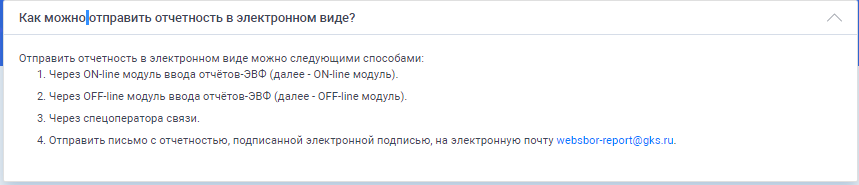 Как можно отправить отчетность в электронном виде?
Отправить отчетность в электронном виде можно следующими способами:
1. Через ON-line модуль ввода отчётов-ЭВФ (далее - ON-line модуль).
2. Через OFF-line модуль ввода отчётов-ЭВФ (далее - OFF-line модуль).
3. Через спецоператора связи.
4. Отправить письмо с отчетностью, подписанной электронной подписью, на электронную почту websbor-report@gks.ru.